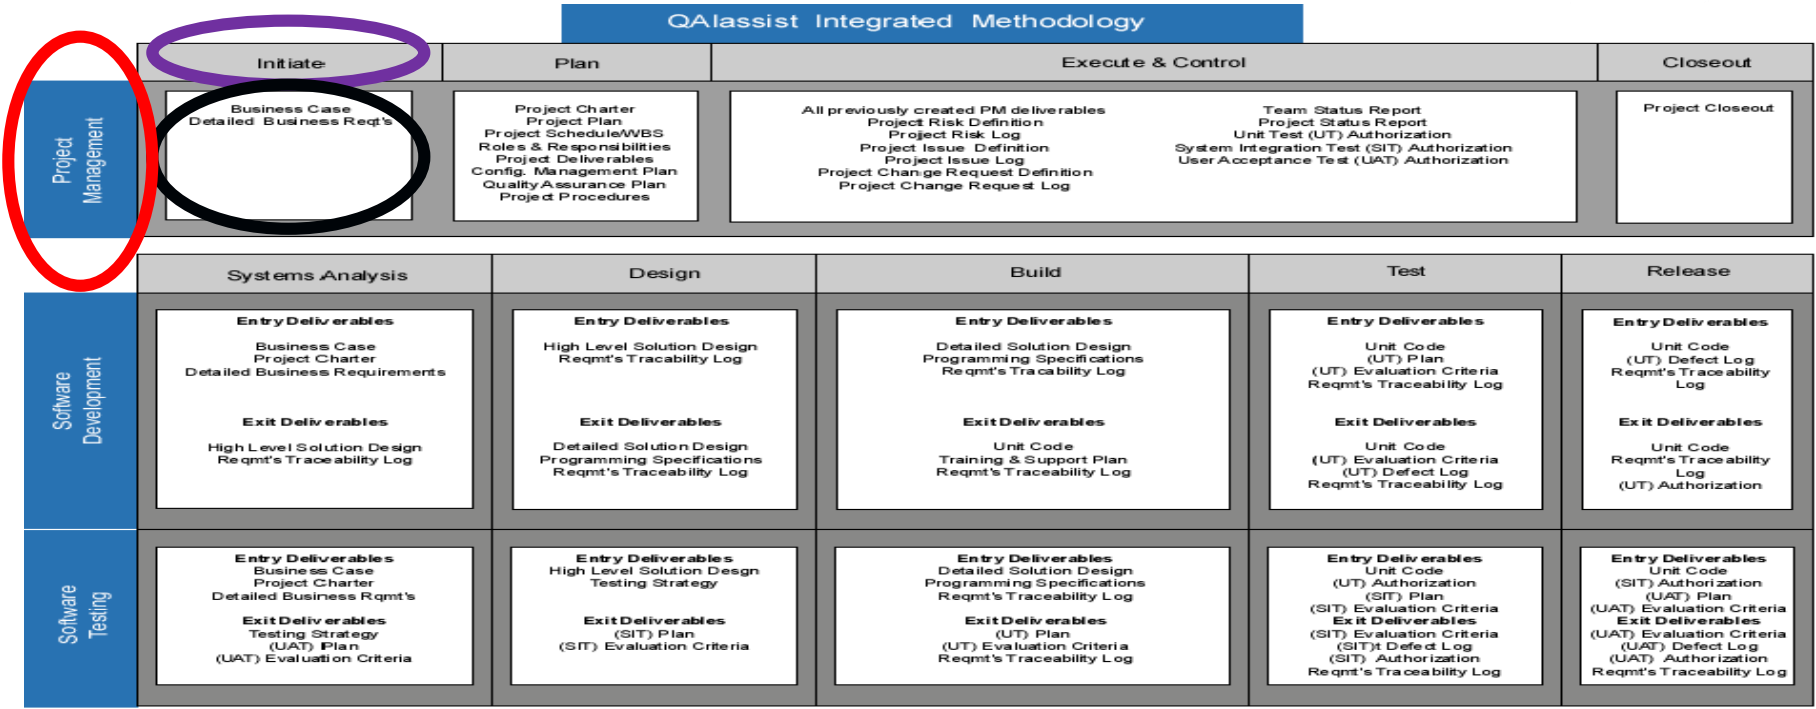 QAIassist Integrated Methodology
Initiate
Plan
Execute & Control
Closeout
Project
Management
Business Case
Detailed Business Reqt's
Project Charter
Project Plan
Project Schedule/WBS
Roles & Responsibilities
Project Deliverables
Config. Management Plan
Quality Assurance Plan
Project Procedures
All previously created PM deliverables
Project Risk Definition
Project Risk Log
Project Issue Definition
Project Issue Log
Project Change Request Definition
Project Change Request Log
Team Status Report
Project Status Report
Unit Test (UT) Authorization
System Integration Test (SIT) Authorization
User Acceptance Test (UAT) Authorization
Project Closeout
Systems Analysis
Design
Build
Test
Release
Software
Development
Entry Deliverables
Business Case
Project Charter
Detailed Business Requirements
Exit Deliverables
High Level Solution Design
Reqmt's Traceability Log
Entry Deliverables
High Level Solution Design
Reqmt's Tracability Log
Exit Deliverables
Detailed Solution Design
Programming Specifications
Reqmt's Traceability Log
Entry Deliverables
Detailed Solution Design
Programming Specifications
Reqmt's Tracability Log
Exit Deliverables
Unit Code
Training & Support Plan
Reqmt's Traceability Log
Entry Deliverables
Unit Code
(UT) Plan
(UT) Evaluation Criteria
Reqmt's Traceability Log
Exit Deliverables
Unit Code
(UT) Evaluation Criteria
(UT) Defect Log
Reqmt's Traceability Log
Entry Deliverables
Unit Code
(UT) Defect Log
Reqmt's Traceability
Log
Exit Deliverables
Unit Code
Reqmt's Traceability
Log
(UT) Authorization
Software
Testing
Entry Deliverables
Business Case
Project Charter
Detailed Business Rqmt's
Exit Deliverables
Testing Strategy
(UAT) Plan
(UAT) Evaluation Criteria
Entry Deliverables
High Level Solution Desgn
Testing Strategy
Exit Deliverables
(SIT) Plan
(SIT) Evaluation Criteria
Entry Deliverables
Detailed Solution Design
Programming Specifications
Reqmt's Traceability Log
Exit Deliverables
(UT) Plan
(UT) Evaluation Criteria
Reqmt's Traceability Log
Entry Deliverables
Unit Code
(UT) Authorization
(SIT) Plan
(SIT) Evaluation Criteria
Exit Deliverables
(SIT) Evaluation Criteria
(SIT)t Defect Log
(SIT) Authorization
Reqmt's Traceability Log
Entry Deliverables
Unit Code
(SIT) Authorization
(UAT) Plan
(UAT) Evaluation Criteria
Exit Deliverables
(UAT) Evaluation Criteria
(UAT) Defect Log
(UAT) Authorization
Reqmt's Traceability Log